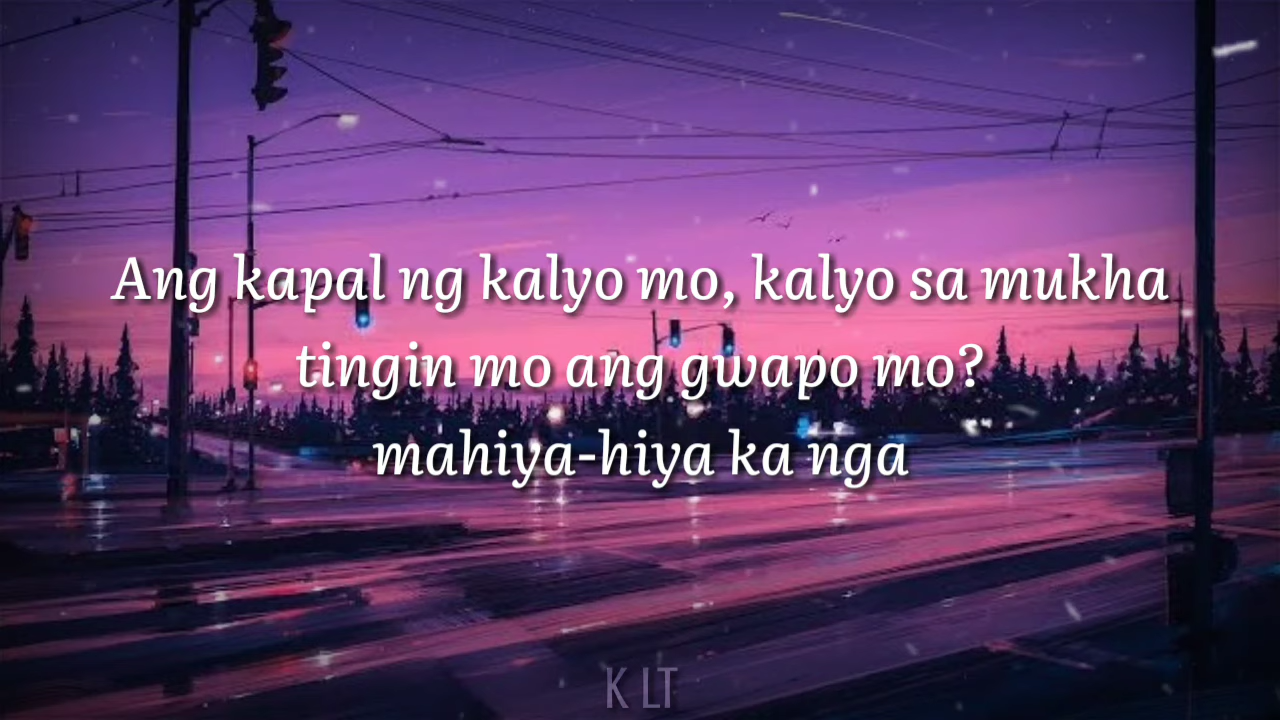 Ang kapal ng kalyo mo, kalyo sa mukha
tingin mo ang gwapo mo?
mahiya-hiya ka nga
K LT